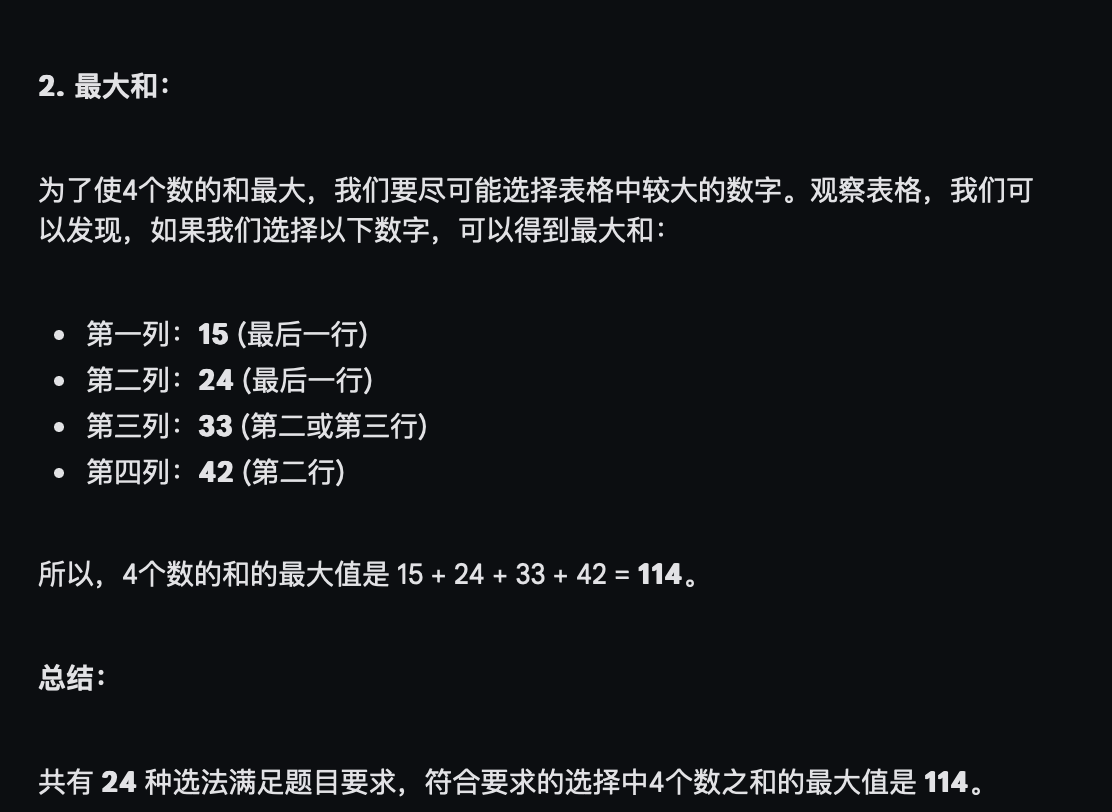 2. 最大和：
为了使4个数的和最大，我们要尽可能选择表格中较大的数字。观察表格，我们可
以发现，如果我们选择以下数字，可以得到最大和：
• 第一列：15 (最后一行)
• 第二列：24 (最后一行)
• 第三列：33 (第二或第三行)
• 第四列：42 (第二行)
所以，4个数的和的最大值是 15 + 24 + 33 + 42 = 114。
总结：
共有 24 种选法满足题目要求，符合要求的选择中4个数之和的最大值是 114。